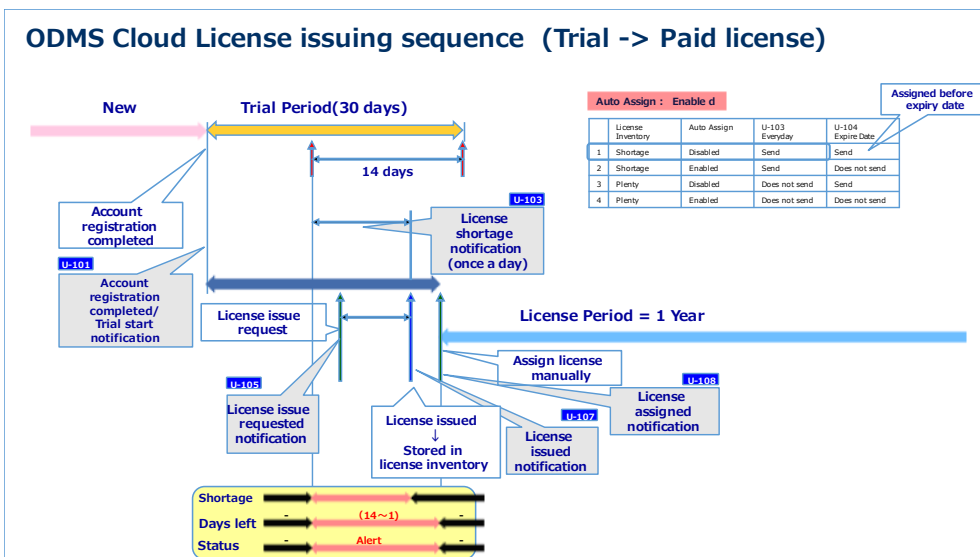 ODMS Cloud License issuing sequence (Trial -> Paid license)
New
Trial Period(30 days)
Auto Assign : Enable d
Assigned before
expiry date
License
Inventory
Auto Assign
U-103
Everyday
U-104
Expire Date
1 Shortage Disabled Send Send
2 Shortage Enabled Send Does not send
3 Plenty Disabled Does not send Send
4 Plenty Enabled Does not send Does not send
14 days
Account
registration
completed
U-103
License
shortage
notification
(once a day)
U-101
Account
registration
completed/
Trial start
notification
License issue
request
License Period = 1 Year
Assign license
manually
U-105
License issue
requested
notification
License issued
↓
Stored in
license inventory
U-107
License
issued
notification
U-108
License
assigned
notification
Shortage
Days left - (14～1) -
Status - Alert -